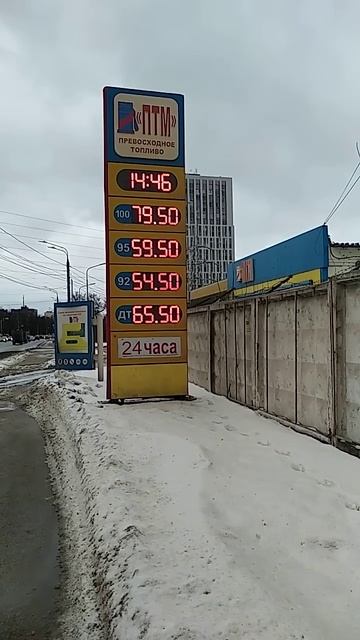 «ПТМ»
ПРЕВОСХОДНОЕ
ТОПЛИВО
14:46
100 79.50
95 59.50
92 54.50
ДТ 65.50
24 часа
ПТМ